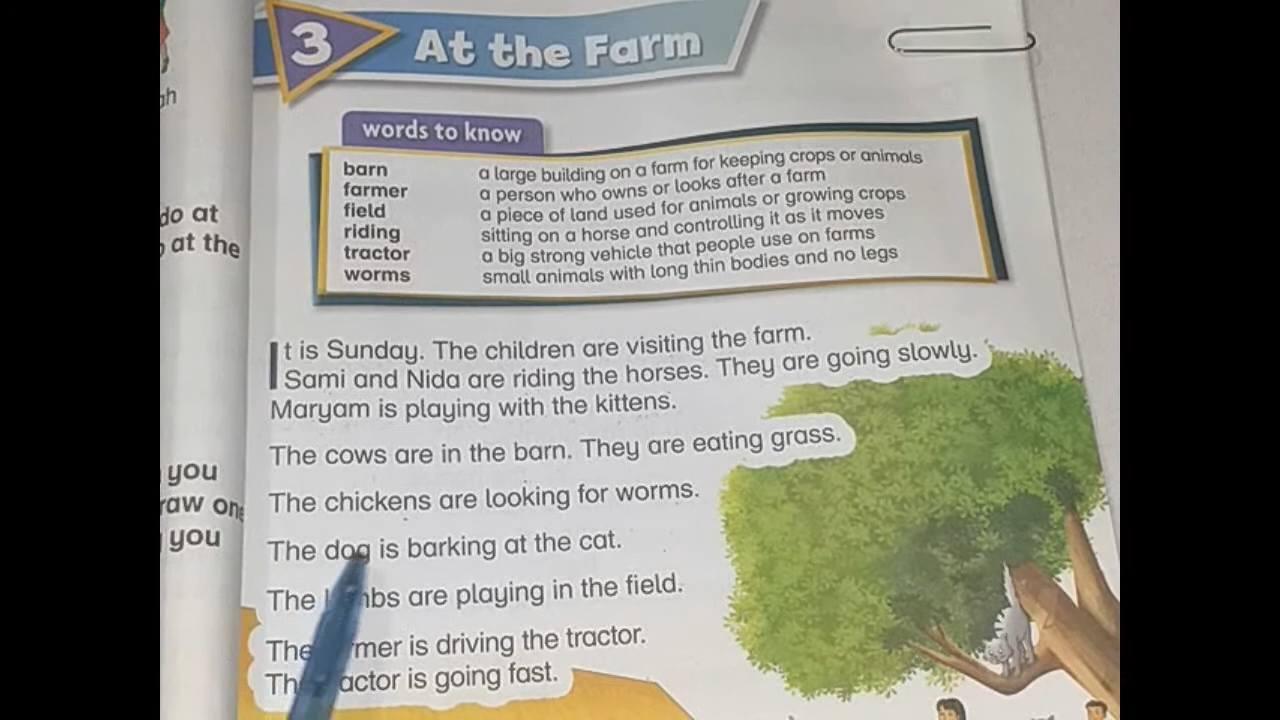 gh
do at
at the
you
raw one
you
3 At the Farm
words to know
barn a large building on a farm for keeping crops or animals
farmer a person who owns or looks after a farm
field a piece of land used for animals or growing crops
riding sitting on a horse and controlling it as it moves
tractor a big strong vehicle that people use on farms
worms small animals with long thin bodies and no legs
It is Sunday. The children are visiting the farm.
Sami and Nida are riding the horses. They are going slowly.
Maryam is playing with the kittens.
The cows are in the barn. They are eating grass.
The chickens are looking for worms.
The dog is barking at the cat.
The lambs are playing in the field.
The farmer is driving the tractor.
The tractor is going fast.